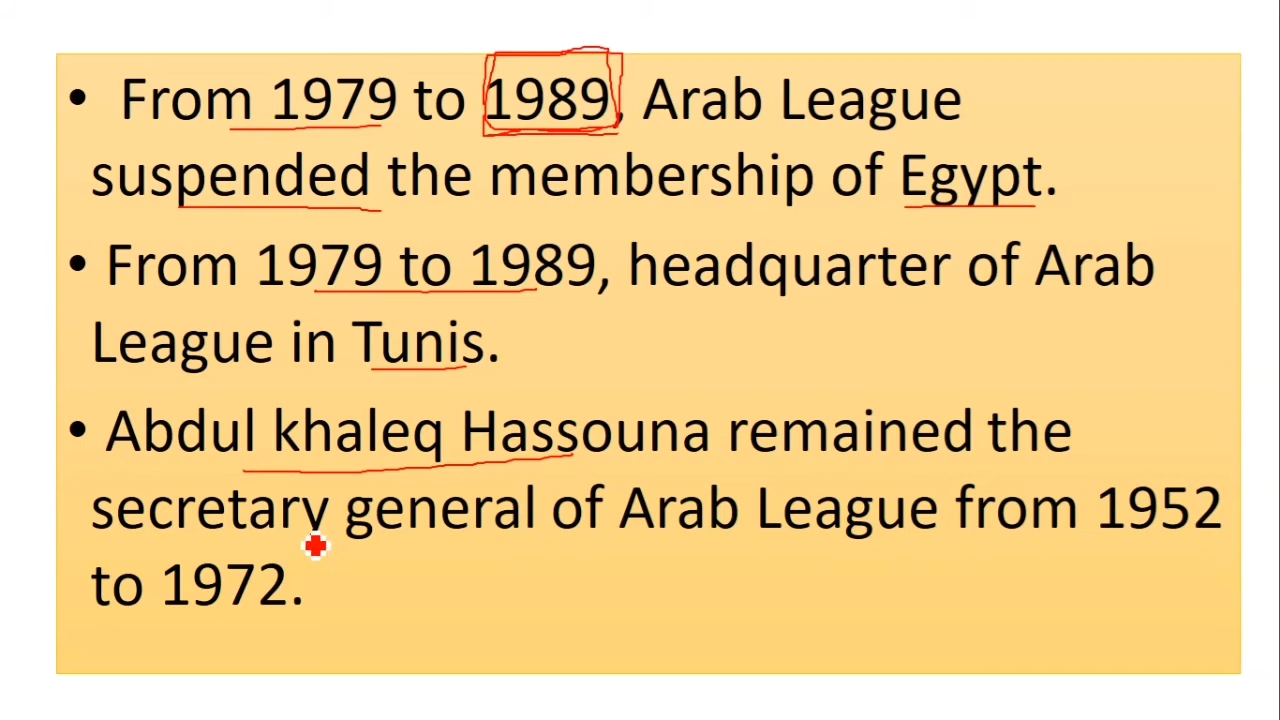 • From 1979 to 1989, Arab League
suspended the membership of Egypt.
• From 1979 to 1989, headquarter of Arab
League in Tunis.
• Abdul khaleq Hassouna remained the
secretary general of Arab League from 1952
to 1972.